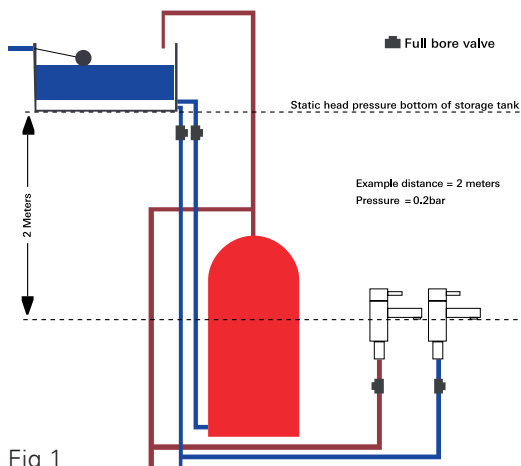 Full bore valve
Static head pressure bottom of storage tank
2 Meters
Example distance = 2 meters
Pressure = 0.2bar
Fig 1